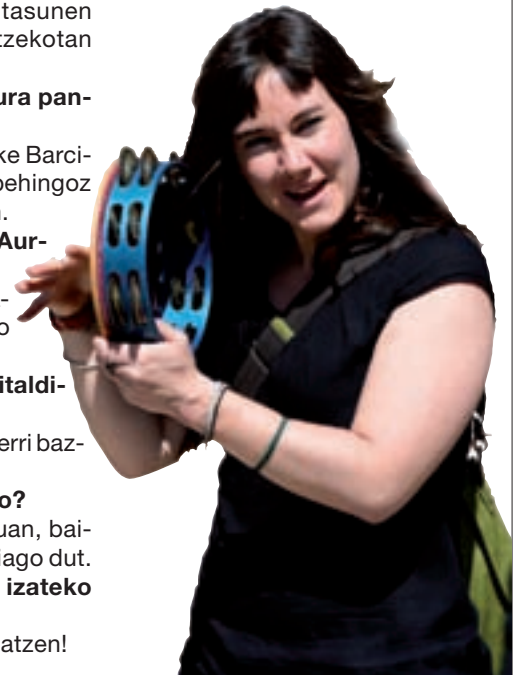 tasunen
tzekotan
ura pan-
ke Barci-
behingoz
Aur-
o
italdi-
erri baz-
o?
uan, bai-
iago dut.
izateko
atzen!